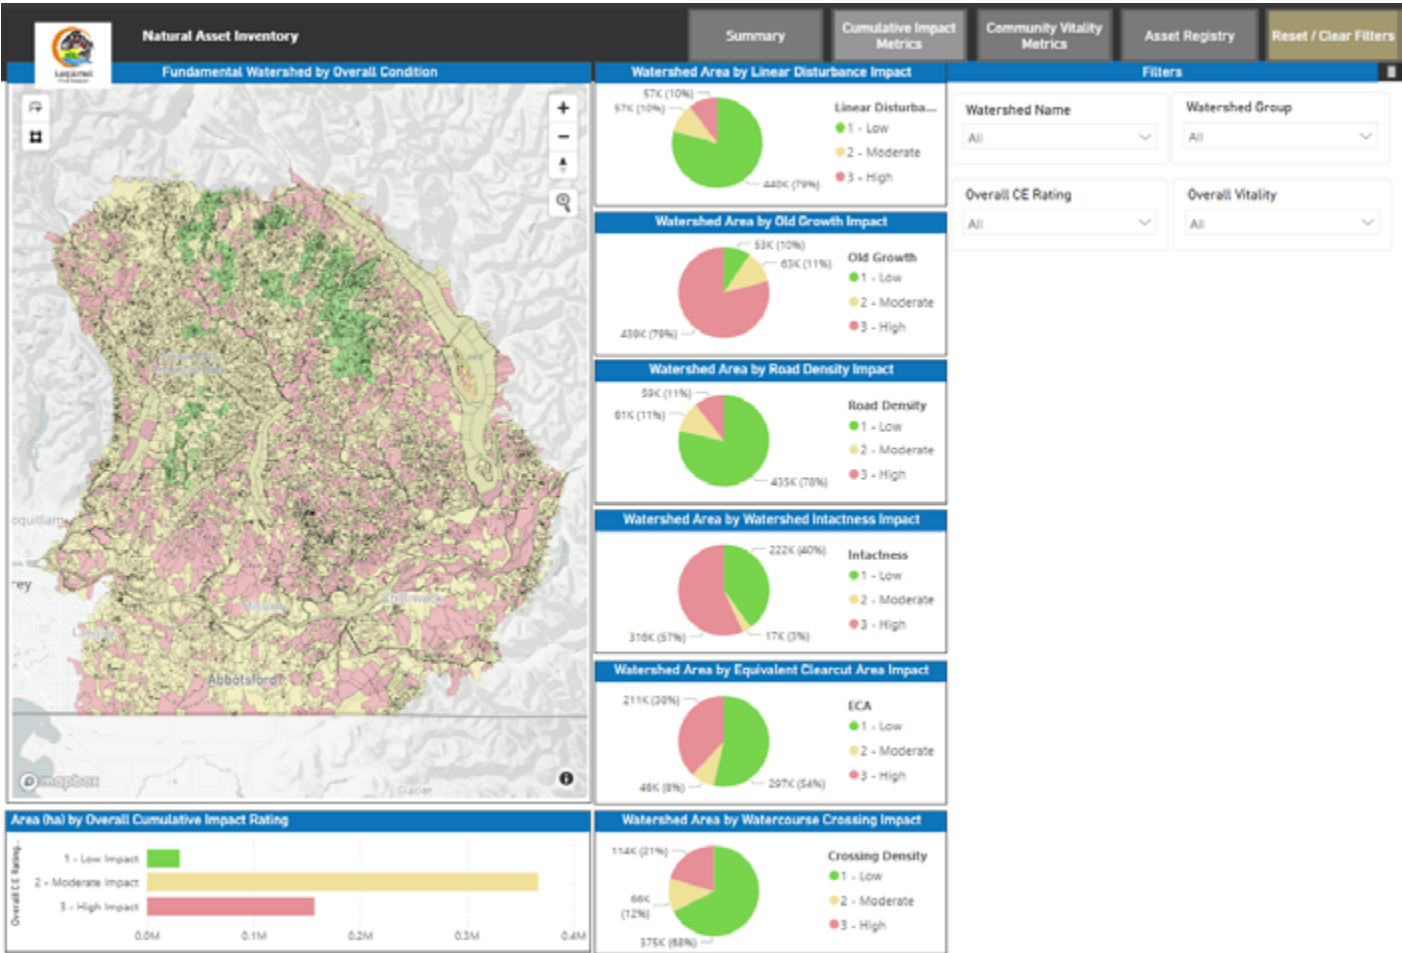 Natural Asset Inventory
Summary
Cumulative Impact
Metrics
Community Vitality
Metrics
Asset Registry
Reset / Clear Filters
Fundamental Watershed by Overall Condition
oquillam
rey
Abbotsford
Chilliwack
Glacier
mapbox
Area (ha) by Overall Cumulative Impact Rating
Overall CE Rating...
1 - Low Impact
2 - Moderate Impact
3 - High Impact
0.0M
0.1M
0.2M
0.3M
0.4M
Watershed Area by Linear Disturbance Impact
57K (10%)
57K (10%)
440K (79%)
Linear Disturba...
1 - Low
2 - Moderate
3 - High
Watershed Area by Old Growth Impact
53K (10%)
63K (11%)
439K (79%)
Old Growth
1 - Low
2 - Moderate
3 - High
Watershed Area by Road Density Impact
59K (11%)
61K (11%)
435K (78%)
Road Density
1 - Low
2 - Moderate
3 - High
Watershed Area by Watershed Intactness Impact
222K (40%)
17K (3%)
316K (57%)
Intactness
1 - Low
2 - Moderate
3 - High
Watershed Area by Equivalent Clearcut Area Impact
211K (38%)
46K (8%)
297K (54%)
ECA
1 - Low
2 - Moderate
3 - High
Watershed Area by Watercourse Crossing Impact
114K (21%)
66K
(12%)
375K (68%)
Crossing Density
1 - Low
2 - Moderate
3 - High
Filters
Watershed Name
All
Watershed Group
All
Overall CE Rating
All
Overall Vitality
All